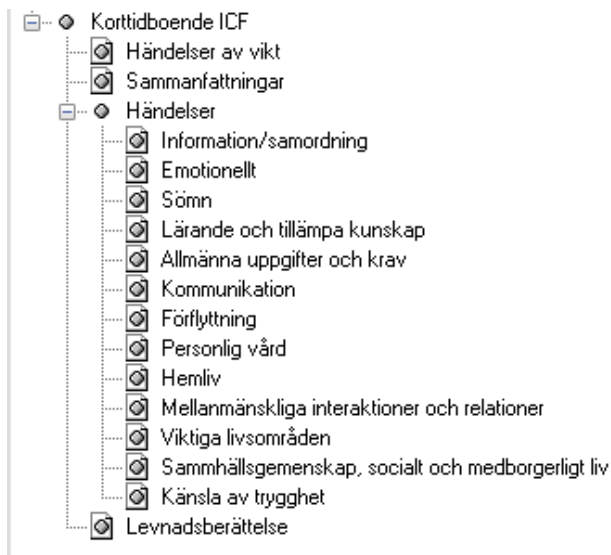 Korttidboende ICF
Händelser av vikt
Sammanfattningar
Händelser
Information/samordning
Emotionellt
Sömn
Lärande och tillämpa kunskap
Allmänna uppgifter och krav
Kommunikation
Förflyttning
Personlig vård
Hemliv
Mellanmänskliga interaktioner och relationer
Viktiga livsområden
Sammhällsgemenskap, socialt och medborgerligt liv
Känsla av trygghet
Levnadsberättelse